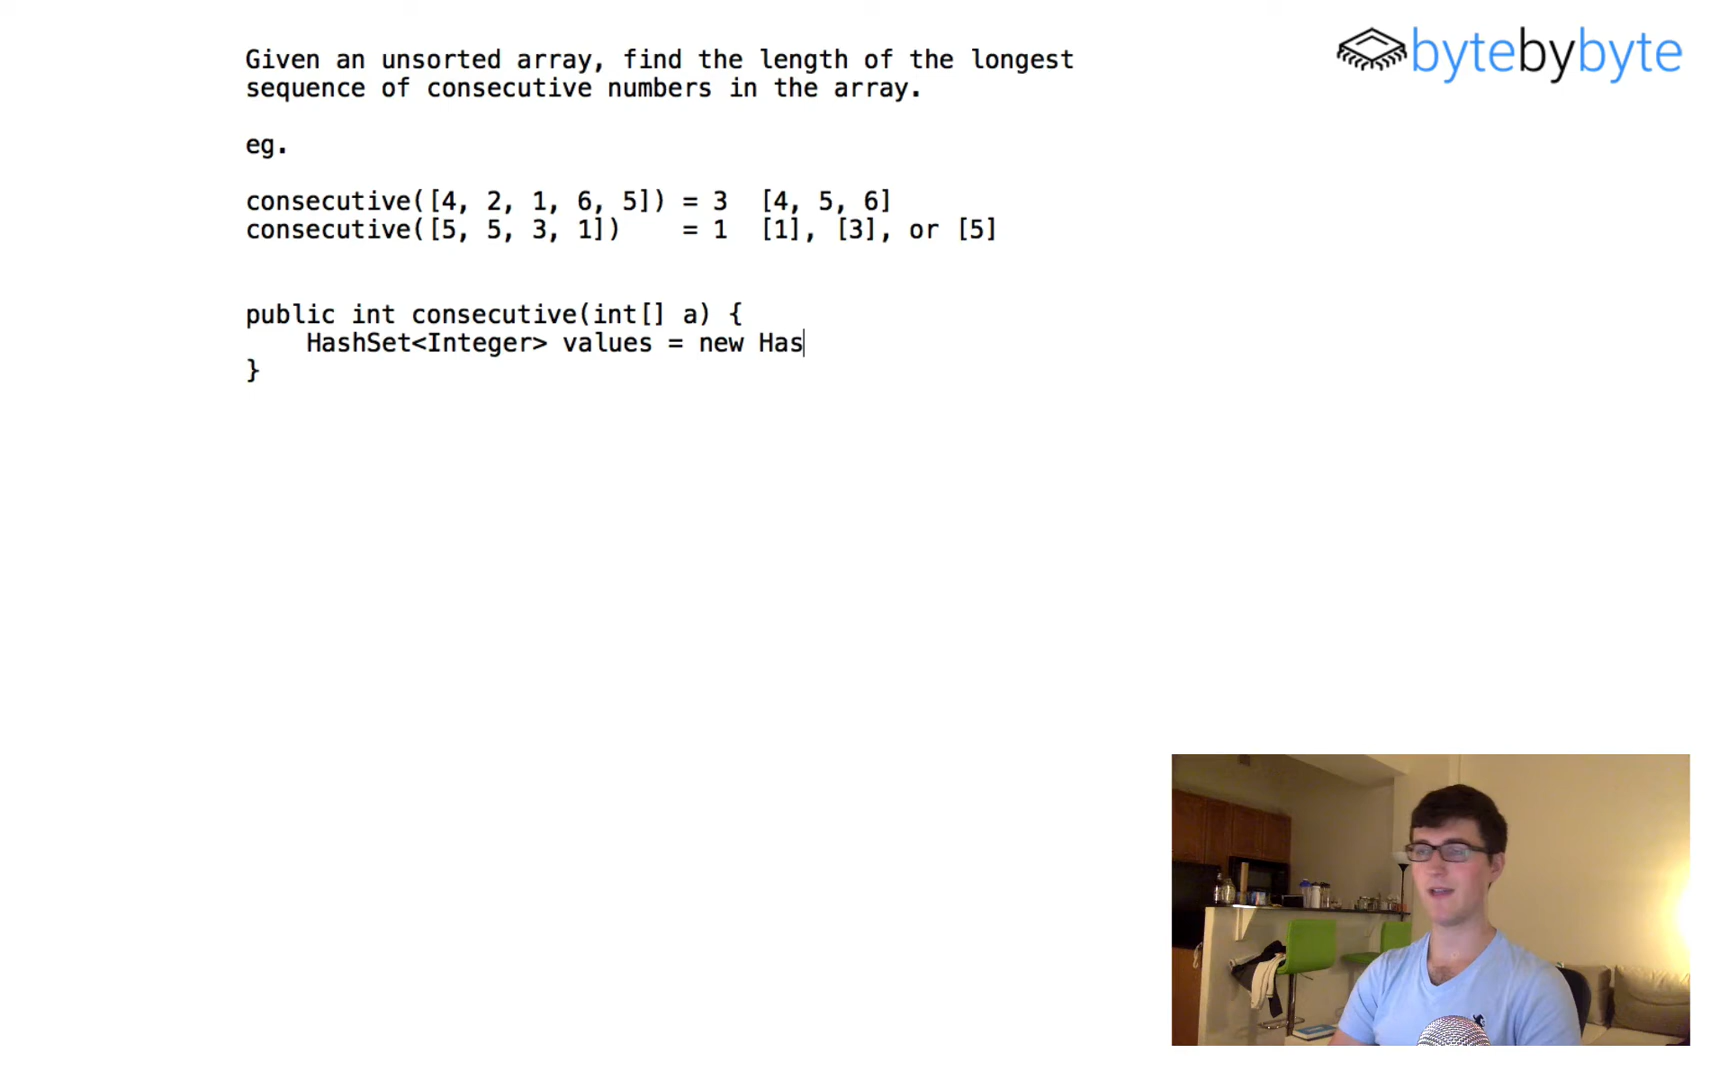 bytebybyte
Given an unsorted array, find the length of the longest
sequence of consecutive numbers in the array.
eg.
consecutive([4, 2, 1, 6, 5]) = 3  [4, 5, 6]
consecutive([5, 5, 3, 1])    = 1  [1], [3], or [5]
public int consecutive(int[] a) {
    HashSet<Integer> values = new Has
}